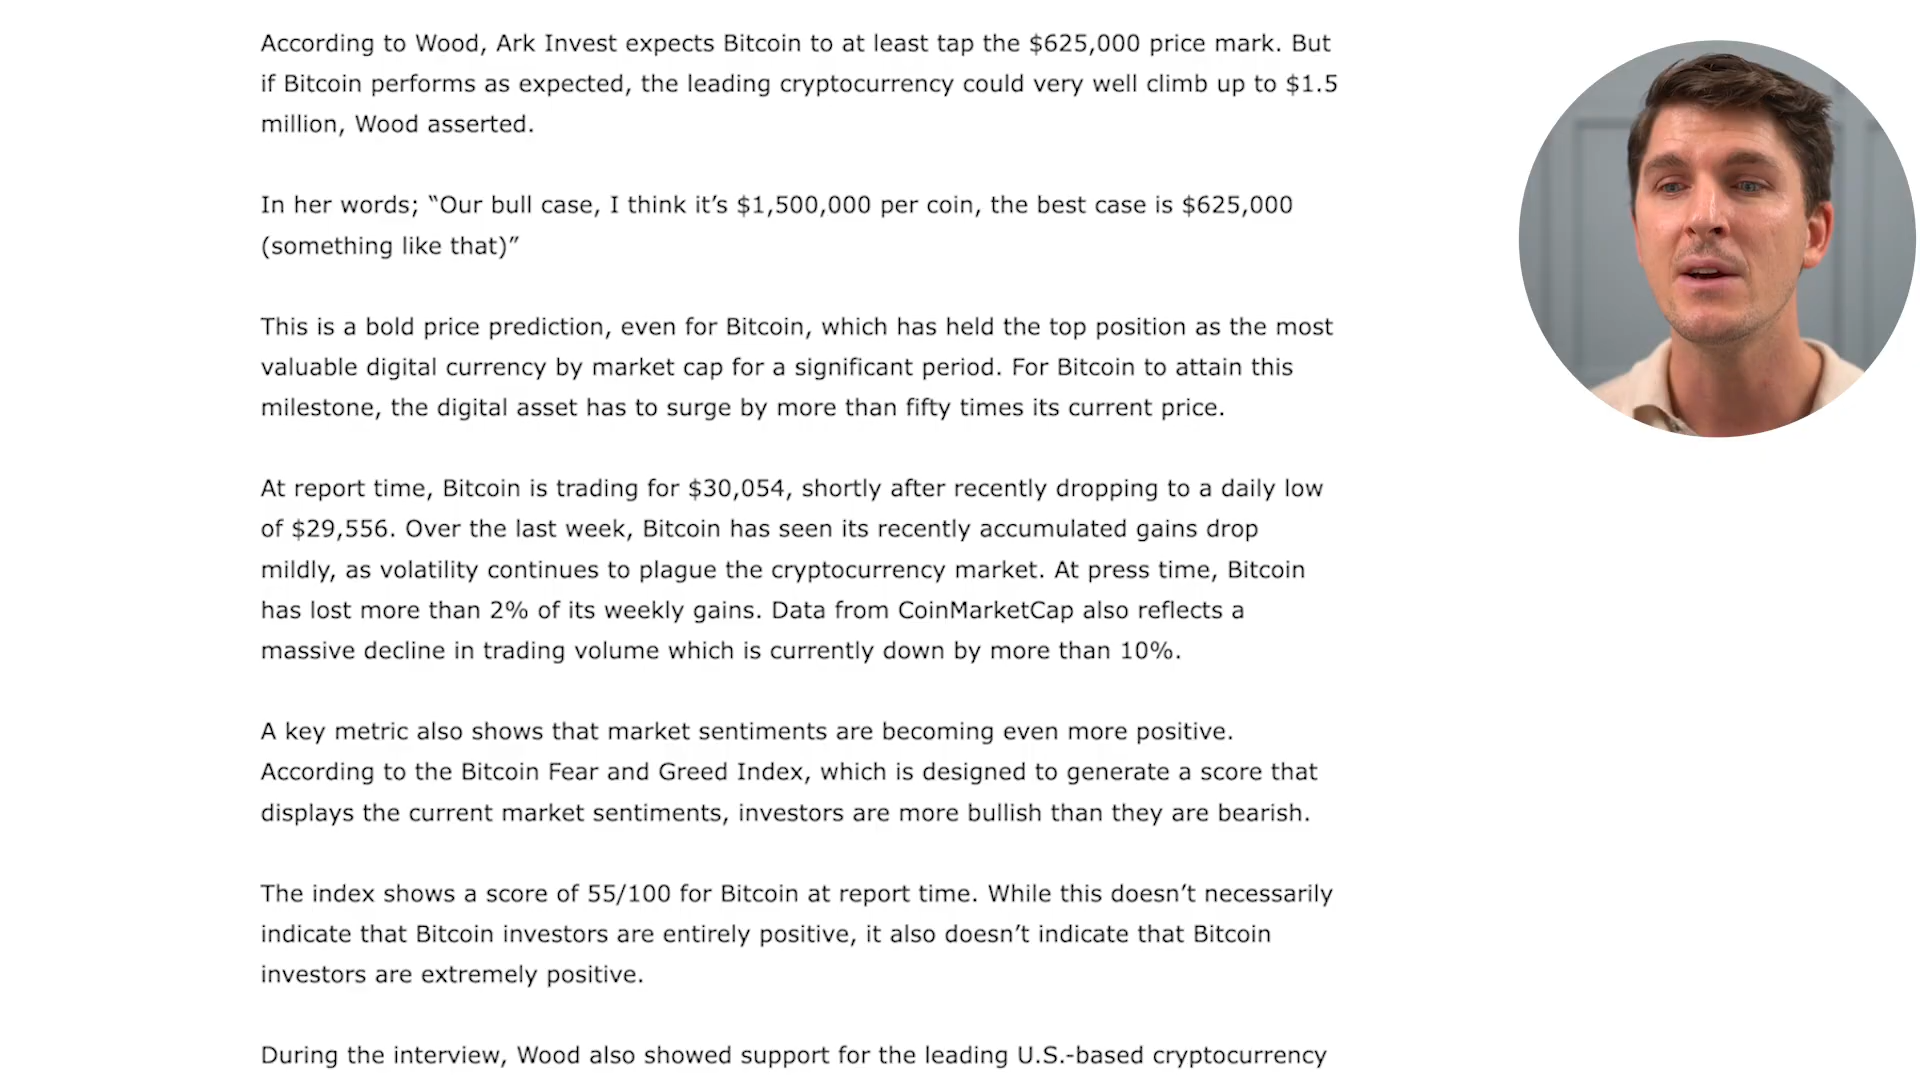 According to Wood, Ark Invest expects Bitcoin to at least tap the $625,000 price mark. But
if Bitcoin performs as expected, the leading cryptocurrency could very well climb up to $1.5
million, Wood asserted.
In her words; “Our bull case, I think it’s $1,500,000 per coin, the best case is $625,000
(something like that)”
This is a bold price prediction, even for Bitcoin, which has held the top position as the most
valuable digital currency by market cap for a significant period. For Bitcoin to attain this
milestone, the digital asset has to surge by more than fifty times its current price.
At report time, Bitcoin is trading for $30,054, shortly after recently dropping to a daily low
of $29,556. Over the last week, Bitcoin has seen its recently accumulated gains drop
mildly, as volatility continues to plague the cryptocurrency market. At press time, Bitcoin
has lost more than 2% of its weekly gains. Data from CoinMarketCap also reflects a
massive decline in trading volume which is currently down by more than 10%.
A key metric also shows that market sentiments are becoming even more positive.
According to the Bitcoin Fear and Greed Index, which is designed to generate a score that
displays the current market sentiments, investors are more bullish than they are bearish.
The index shows a score of 55/100 for Bitcoin at report time. While this doesn’t necessarily
indicate that Bitcoin investors are entirely positive, it also doesn’t indicate that Bitcoin
investors are extremely positive.
During the interview, Wood also showed support for the leading U.S.-based cryptocurrency